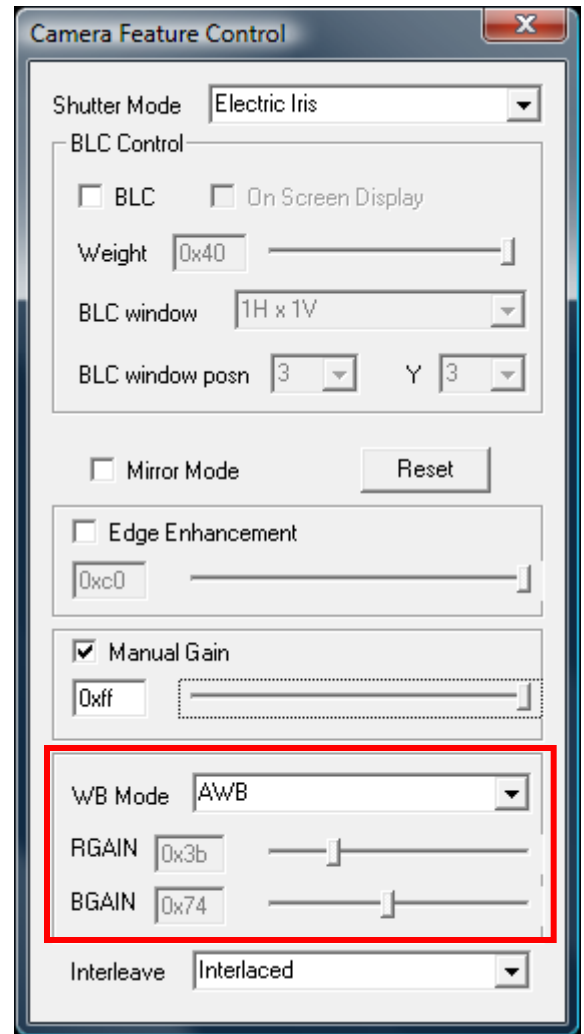 Camera Feature Control
Shutter Mode Electric Iris
BLC Control
BLC On Screen Display
Weight 0x40
BLC window 1H x 1V
BLC window posn 3 Y 3
Mirror Mode Reset
Edge Enhancement
0xc0
Manual Gain
0xff
WB Mode AWB
RGAIN 0x3b
BGAIN 0x74
Interleave Interlaced